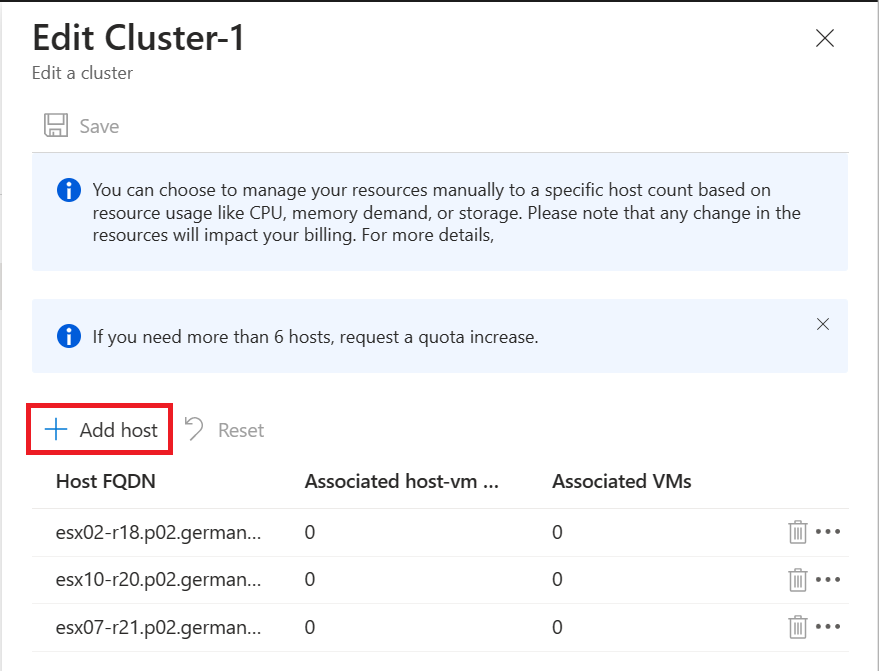 Edit Cluster-1
Edit a cluster
Save
You can choose to manage your resources manually to a specific host count based on
resource usage like CPU, memory demand, or storage. Please note that any change in the
resources will impact your billing. For more details,
If you need more than 6 hosts, request a quota increase.
Add host Reset
Host FQDN Associated host-vm ... Associated VMs
esx02-r18.p02.german... 0 0
esx10-r20.p02.german... 0 0
esx07-r21.p02.german... 0 0